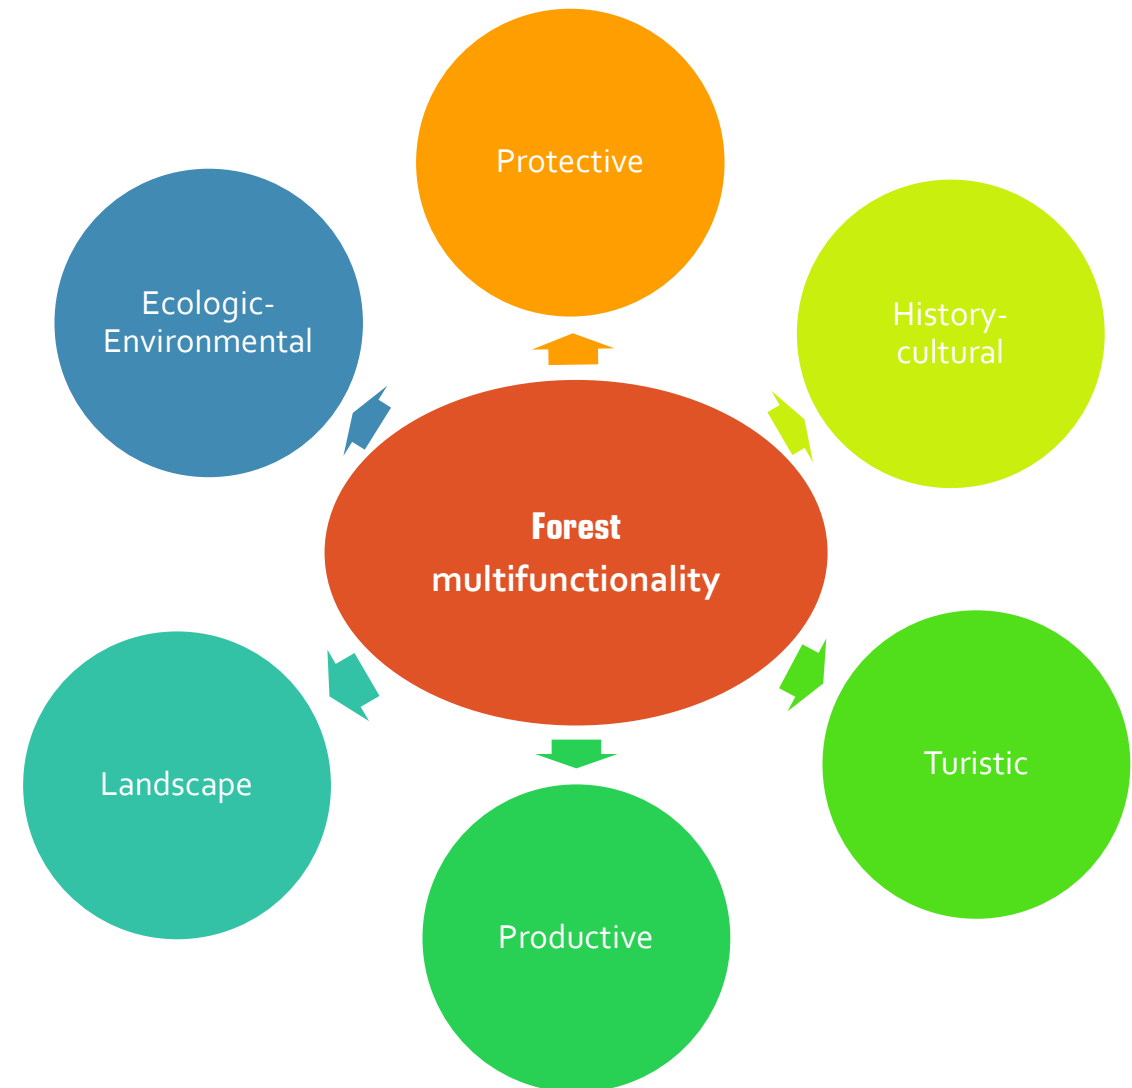 Protective
Ecologic-
Environmental
History-
cultural
Forest
multifunctionality
Landscape
Turistic
Productive